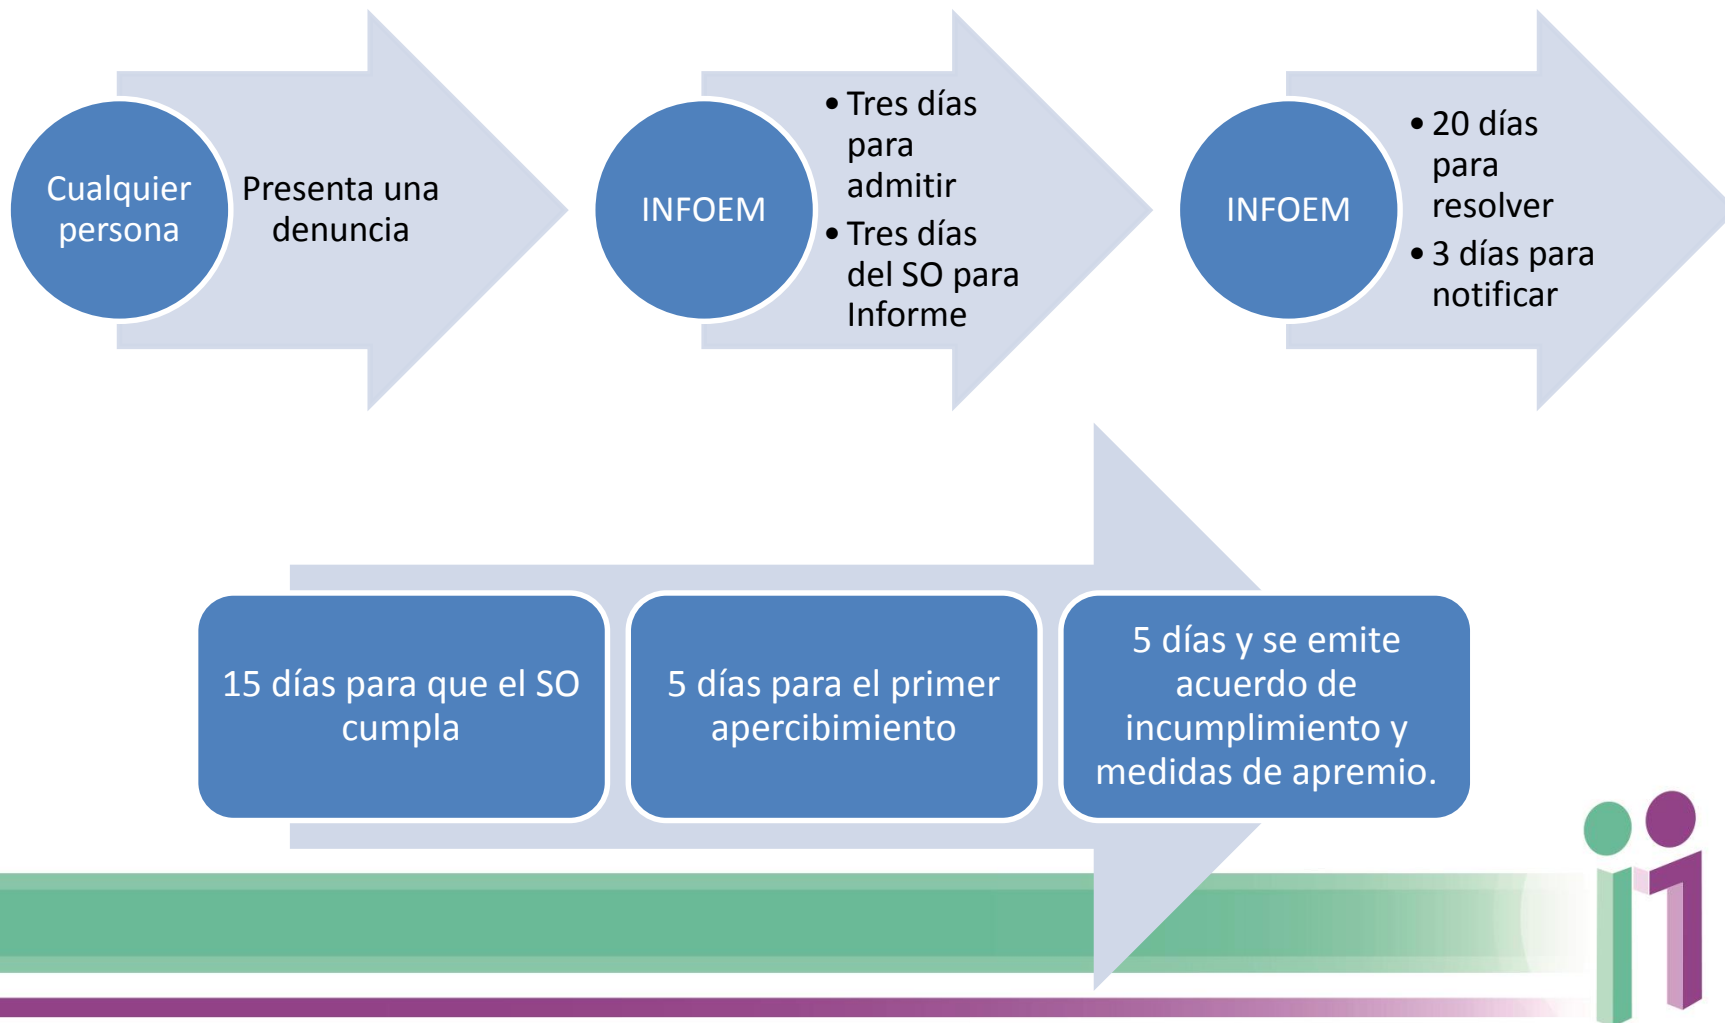 Cualquier
persona
Presenta una
denuncia
INFOEM
• Tres días
para
admitir
• Tres días
del SO para
Informe
INFOEM
• 20 días
para
resolver
• 3 días para
notificar
15 días para que el SO
cumpla
5 días para el primer
apercibimiento
5 días y se emite
acuerdo de
incumplimiento y
medidas de apremio.